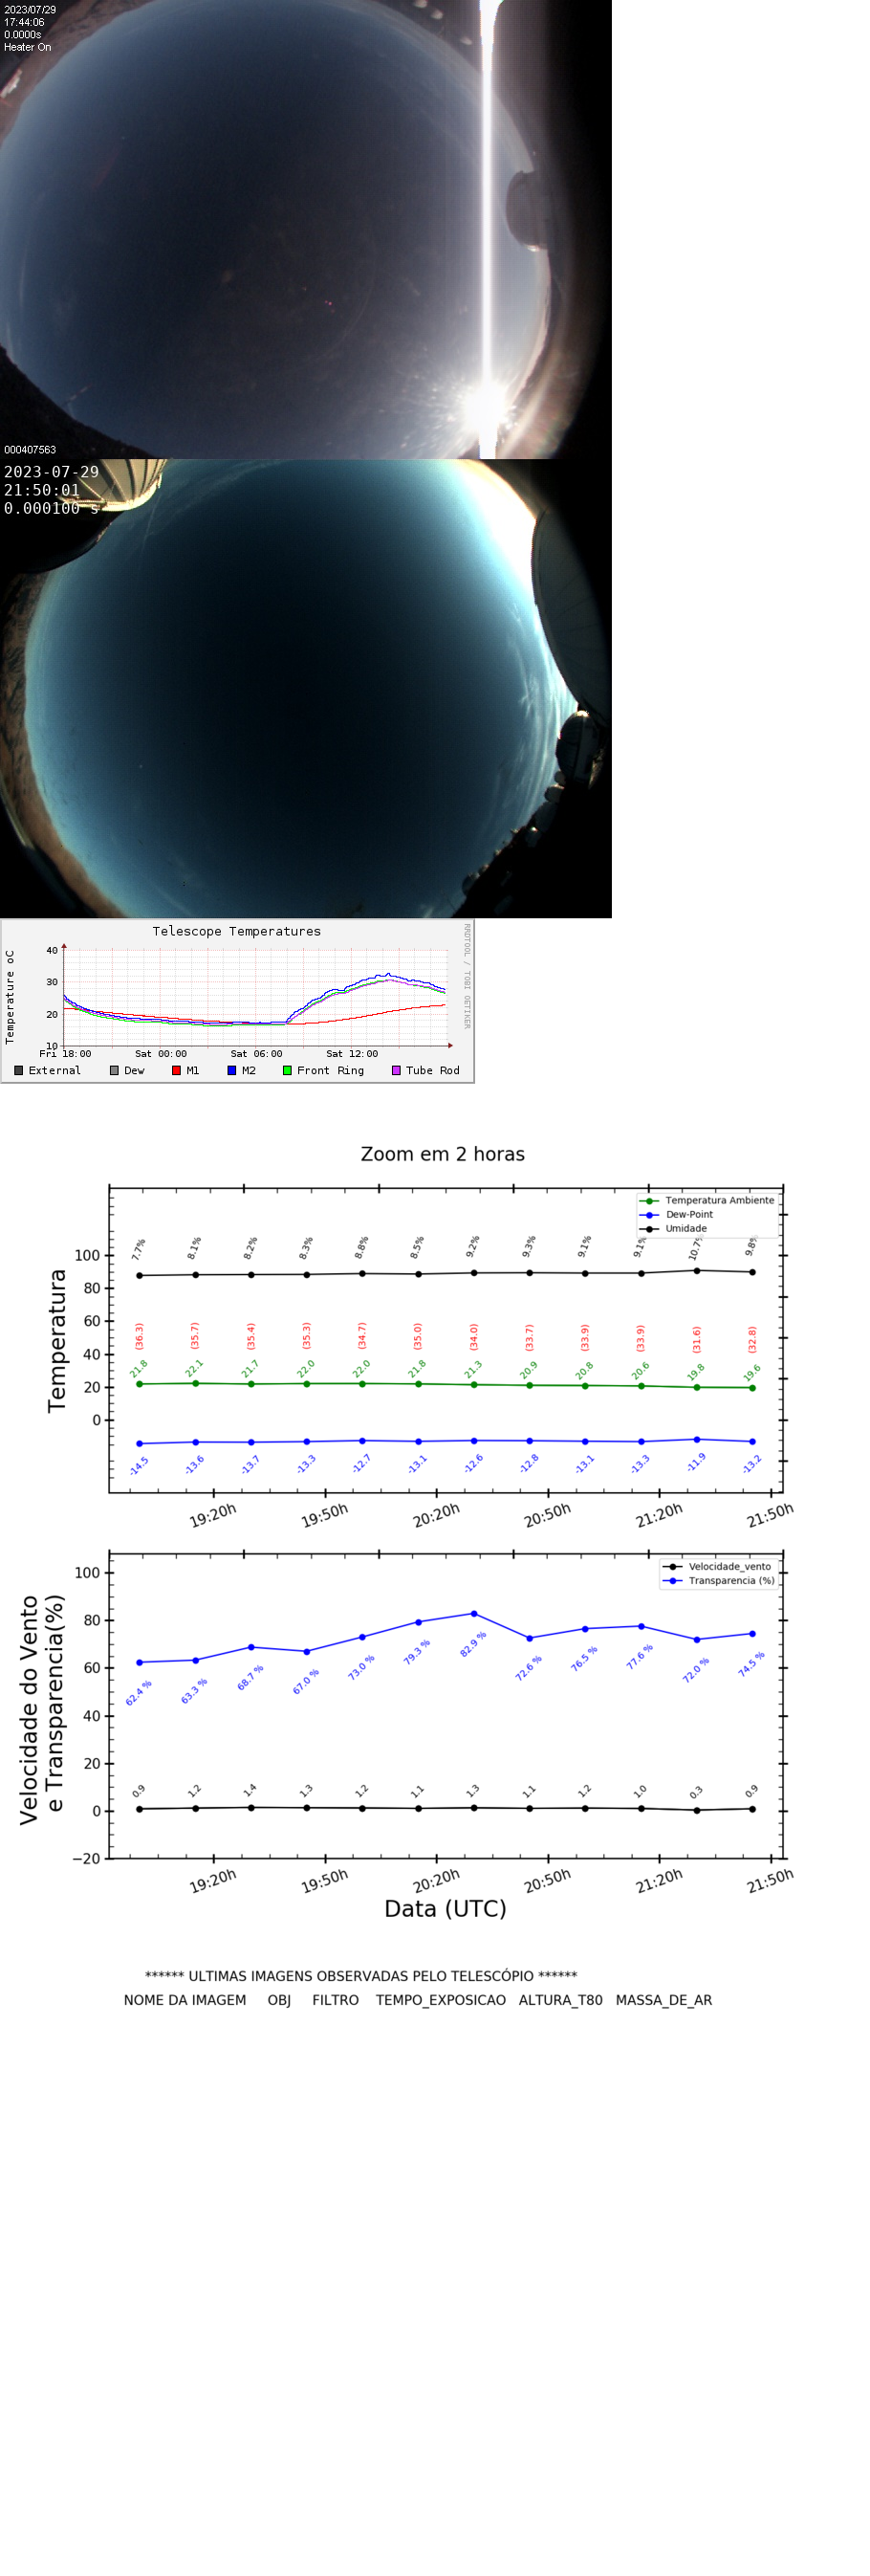 2023/07/29
17:44:06
0.0000s
Heater On
000407563
2023-07-29
21:50:01
0.000100 s
Telescope Temperatures
RRDTOOL / TOBI OETIKER
Temperature oC
40
30
20
10
Fri 18:00 Sat 00:00 Sat 06:00 Sat 12:00
External Dew M1 M2 Front Ring Tube Rod
Zoom em 2 horas
Temperatura Ambiente
Dew-Point
Umidade
Temperatura
100
80
60
40
20
0
7.7% 8.1% 8.2% 8.3% 8.8% 8.5% 9.2% 9.3% 9.1% 9.1% 10.7% 9.8%
(36.3) (35.7) (35.4) (35.3) (34.7) (35.0) (34.0) (33.7) (33.9) (33.9) (31.6) (32.8)
21.8 22.1 21.7 22.0 22.0 21.8 21.3 20.9 20.8 20.6 19.8 19.6
-14.5 -13.6 -13.7 -13.3 -12.7 -13.1 -12.6 -12.8 -13.1 -13.3 -11.9 -13.2
19:20h 19:50h 20:20h 20:50h 21:20h 21:50h
Velocidade_vento
Transparencia (%)
Velocidade do Vento
e Transparencia(%)
100
80
60
40
20
0
−20
62.4 % 63.3 % 68.7 % 67.0 % 73.0 % 79.3 % 82.9 % 72.6 % 76.5 % 77.6 % 72.0 % 74.5 %
0.9 1.2 1.4 1.3 1.2 1.1 1.3 1.1 1.2 1.0 0.3 0.9
19:20h 19:50h 20:20h 20:50h 21:20h 21:50h
Data (UTC)
****** ULTIMAS IMAGENS OBSERVADAS PELO TELESCÓPIO ******
NOME DA IMAGEM OBJ FILTRO TEMPO_EXPOSICAO ALTURA_T80 MASSA_DE_AR